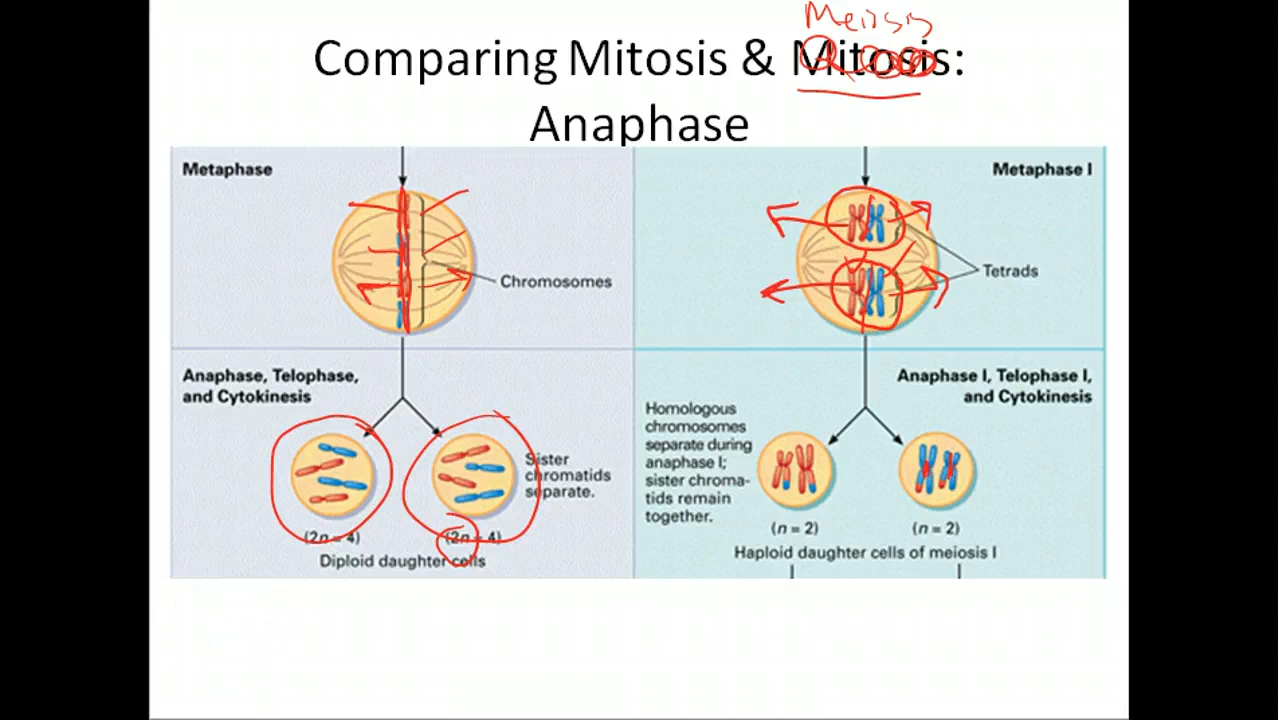 Meiosis
Comparing Mitosis & Mitosis:
Anaphase
Metaphase
Chromosomes
Metaphase I
Tetrads
Anaphase, Telophase,
and Cytokinesis
Sister
chromatids
separate.
(2n = 4)
(2n = 4)
Diploid daughter cells
Anaphase I, Telophase I,
and Cytokinesis
Homologous
chromosomes
separate during
anaphase I;
sister chroma-
tids remain
together.
(n = 2)
(n = 2)
Haploid daughter cells of meiosis I